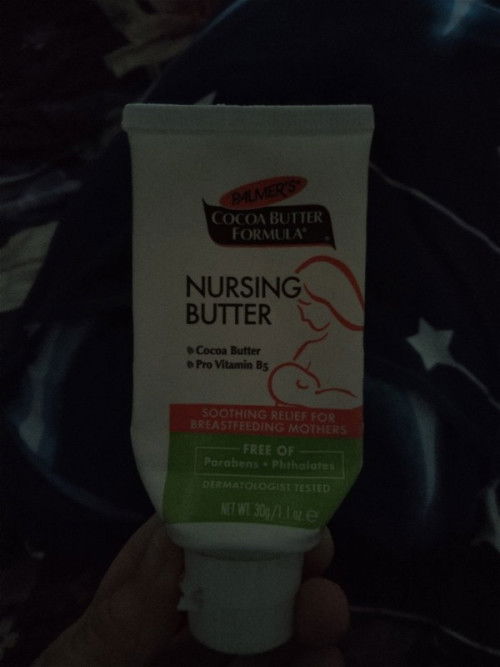 PALMER'S®
COCOA BUTTER
FORMULA®
NURSING
BUTTER
Cocoa Butter
Pro Vitamin B5
SOOTHING RELIEF FOR
BREASTFEEDING MOTHERS
FREE OF
Parabens • Phthalates
DERMATOLOGIST TESTED
NET WT. 30g/1.1 oz ℮